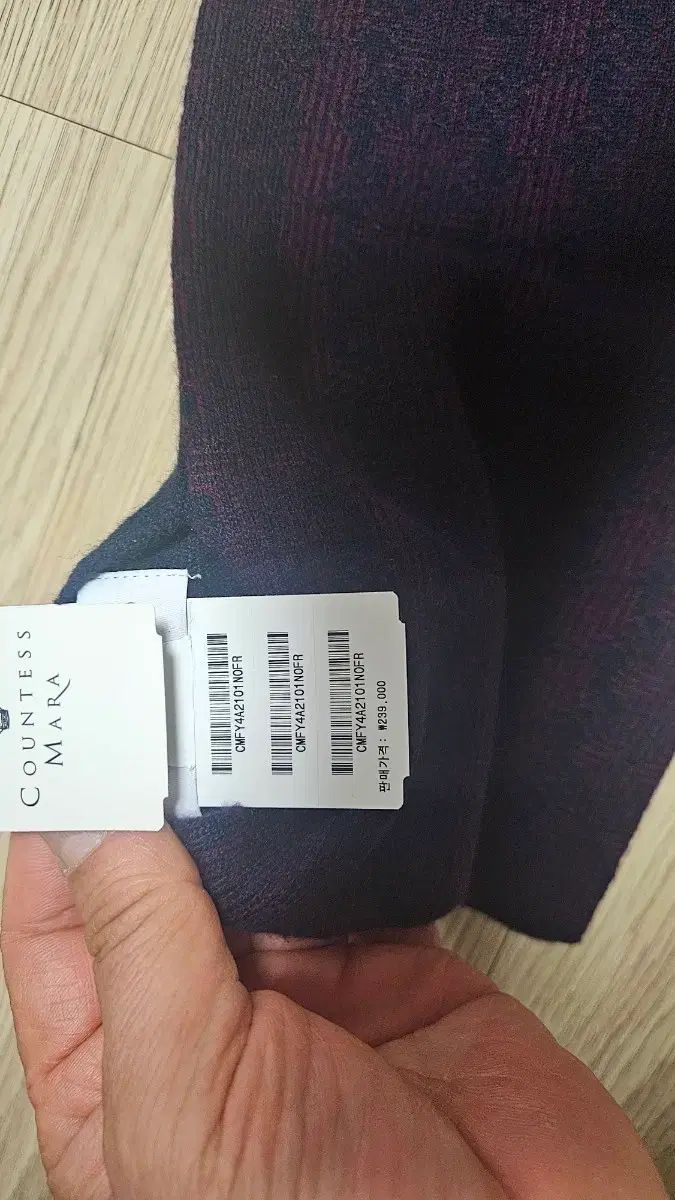 COUNTESS
MARA
CMFY4A2101NOFR
CMFY4A2101NOFR
CMFY4A2101NOFR
판매가격: ₩239.000